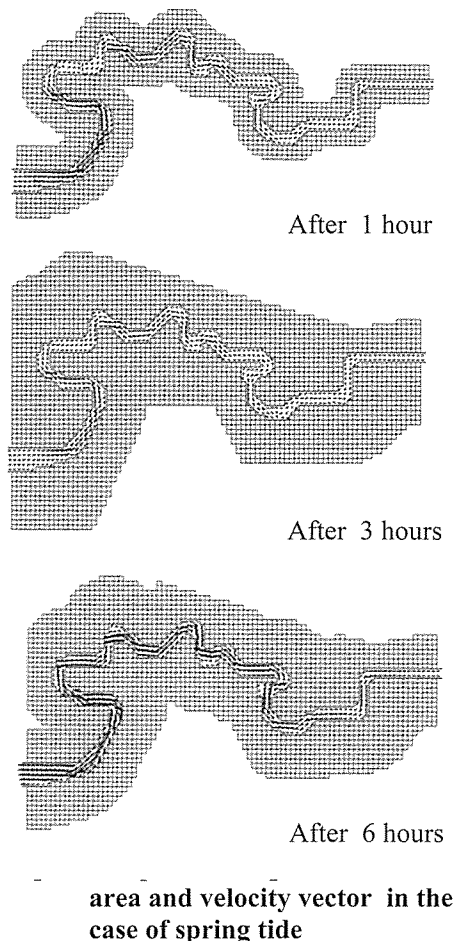 After 1 hour
After 3 hours
After 6 hours
area and velocity vector in the
case of spring tide